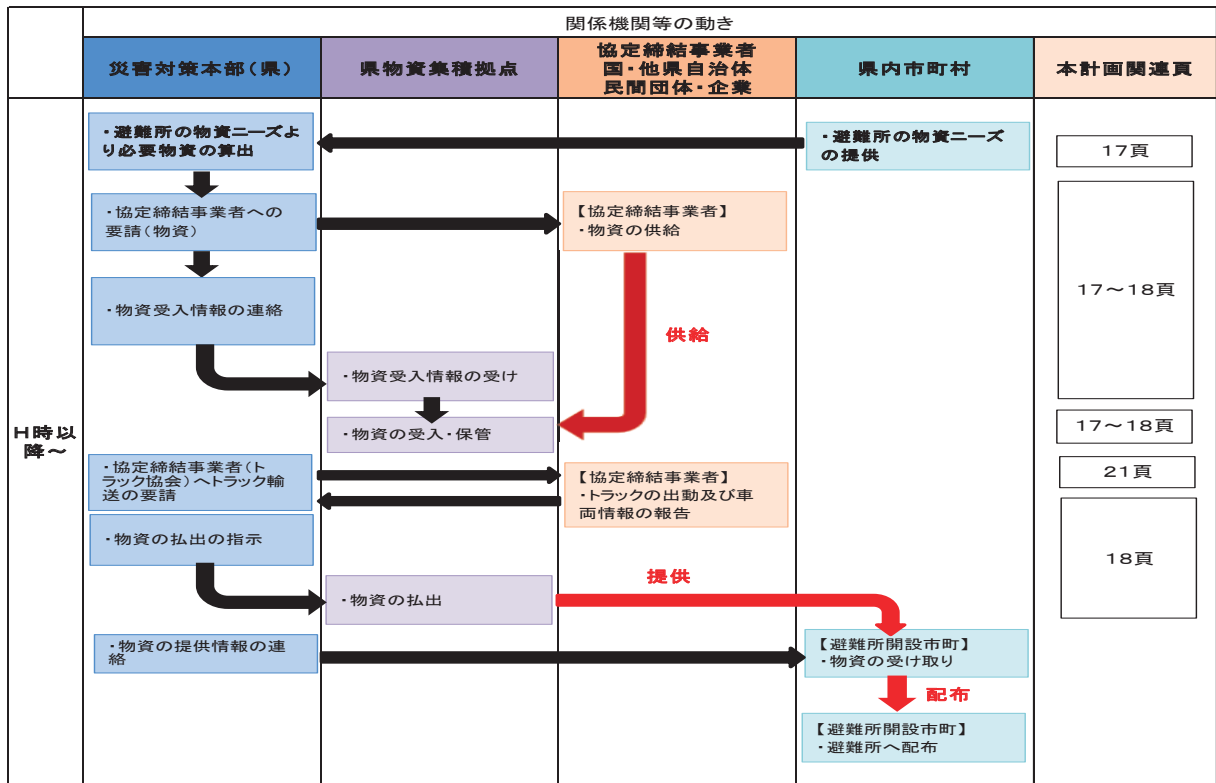 関係機関等の動き
災害対策本部（県）
県物資集積拠点
協定締結事業者
国・他県自治体
民間団体・企業
県内市町村
本計画関連頁
H時以
降～
・避難所の物資ニーズよ
り必要物資の算出
・避難所の物資ニーズ
の提供
17頁
・協定締結事業者への
要請（物資）
【協定締結事業者】
・物資の供給
17～18頁
・物資受入情報の連絡
供給
・物資受入情報の受け
・物資の受入・保管
17～18頁
・協定締結事業者（ト
ラック協会）へトラック輸
送の要請
【協定締結事業者】
・トラックの出動及び車
両情報の報告
21頁
・物資の払出の指示
18頁
提供
・物資の払出
・物資の提供情報の連
絡
【避難所開設市町】
・物資の受け取り
配布
【避難所開設市町】
・避難所へ配布